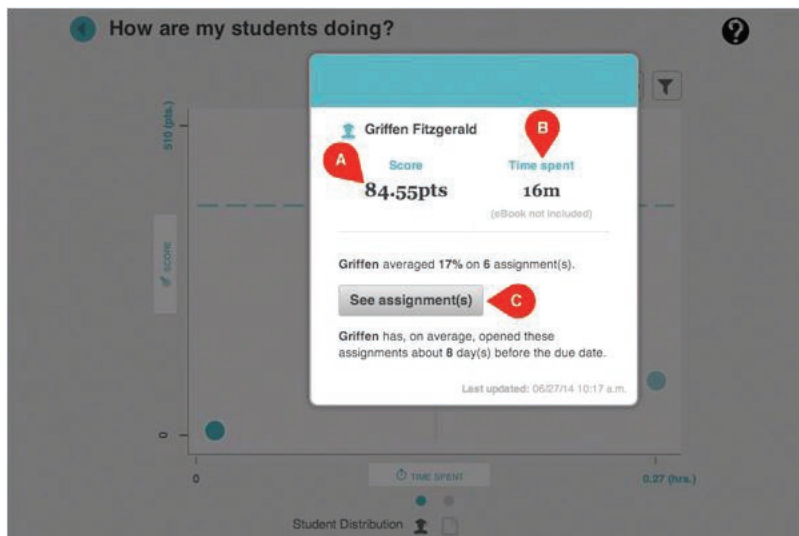 How are my students doing?
?
510 (pts.)
Griffen Fitzgerald
A
B
Score
Time spent
84.55pts
16m
(eBook not included)
SCORE
Griffen averaged 17% on 6 assignment(s).
See assignment(s)
C
Griffen has, on average, opened these
assignments about 8 day(s) before the due date.
Last updated: 06/27/14 10:17 a.m.
0
0
TIME SPENT
0.27 (hrs.)
Student Distribution